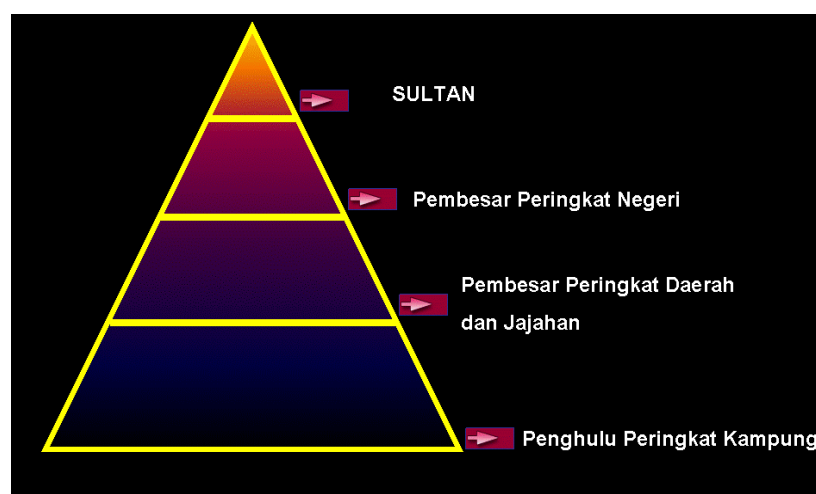 SULTAN
Pembesar Peringkat Negeri
Pembesar Peringkat Daerah
dan Jajahan
Penghulu Peringkat Kampung